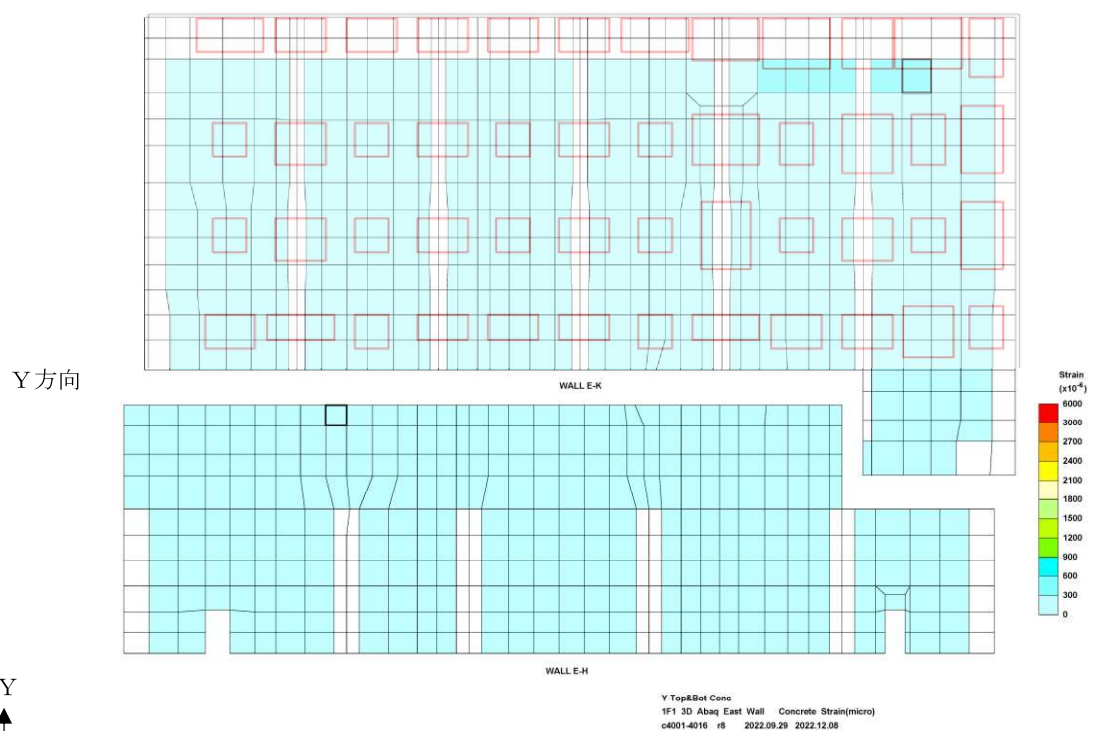 Y方向
WALL E-K
Strain
(x10-6)
6000
3000
2700
2400
2100
1800
1500
1200
900
600
300
0
WALL E-H
Y
Y Top&Bot Conc
1F1 3D Abaq East Wall Concrete Strain(micro)
c4001-4016 r8 2022.09.29 2022.12.08